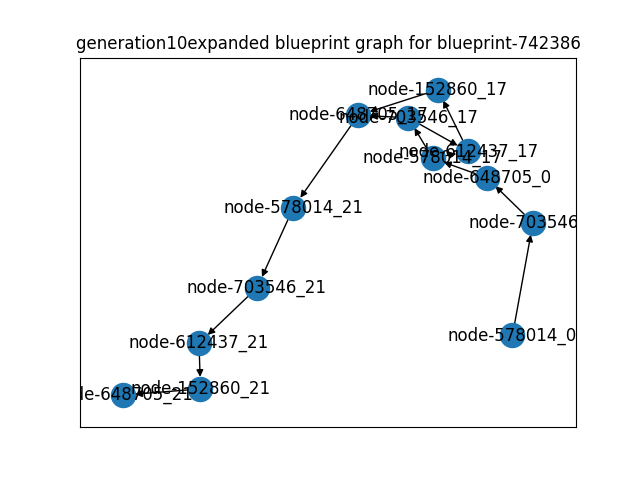 generation10expanded blueprint graph for blueprint-742386
node-152860_17
node-648705_17
node-703546_17
node-612437_17
node-578014_17
node-648705_0
node-578014_21
node-703546
node-703546_21
node-578014_0
node-612437_21
node-152860_21
le-648705_21